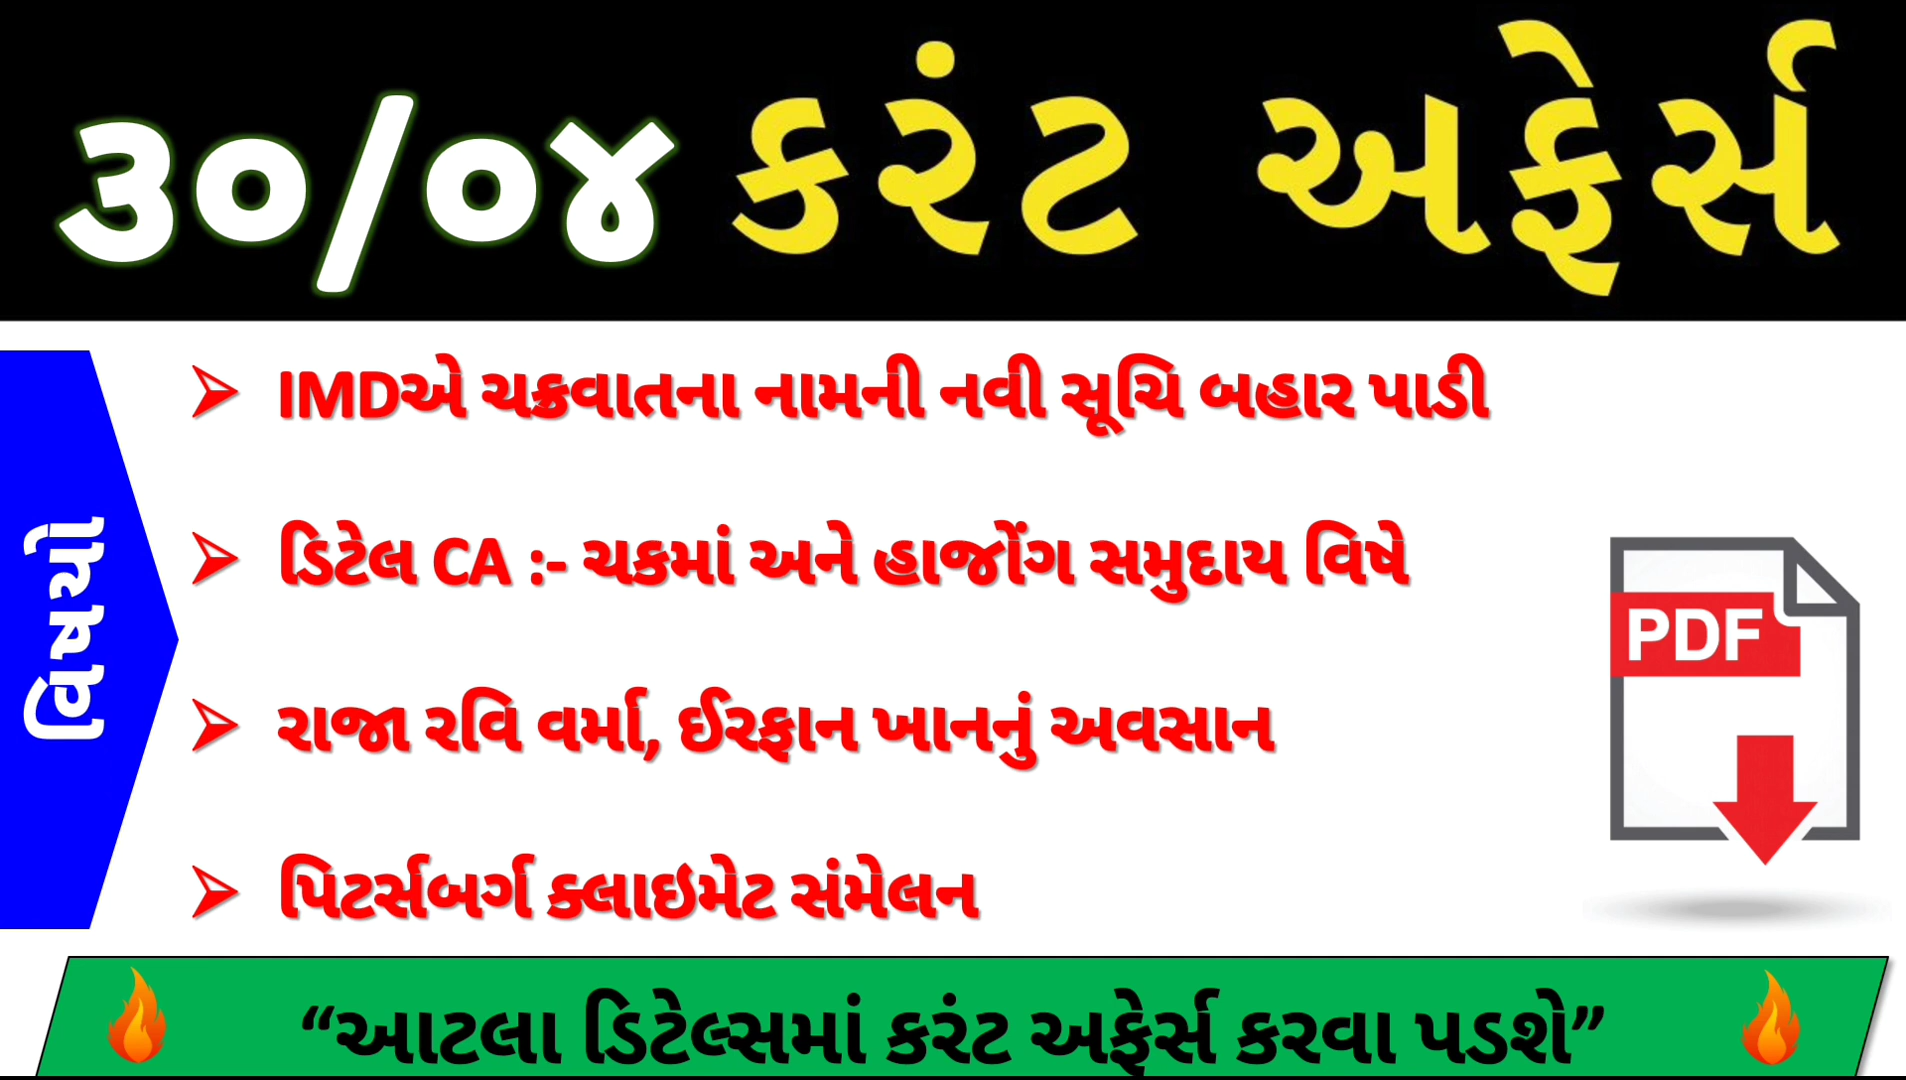 ૩૦/૦૪ કરંટ અફેર્સ
વિષયો
IMDએ ચક્રવાતના નામની નવી સૂચિ બહાર પાડી
ડિટેલ CA :- ચકમાં અને હાજોંગ સમુદાય વિષે
રાજા રવિ વર્મા, ઈરફાન ખાનનું અવસાન
પિટર્સબર્ગ ક્લાઇમેટ સંમેલન
PDF
“આટલા ડિટેલ્સમાં કરંટ અફેર્સ કરવા પડશે”